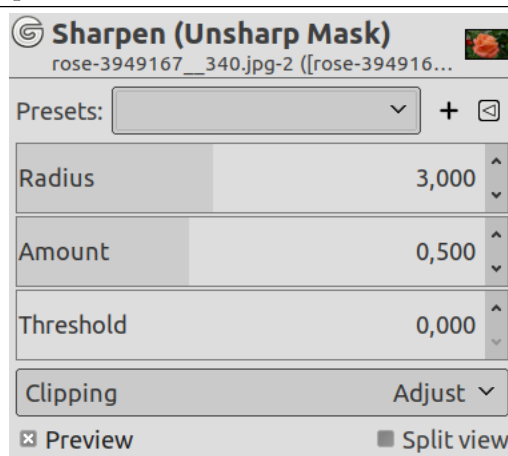 Sharpen (Unsharp Mask)
rose-3949167__340.jpg-2 ([rose-394916...
Presets:
Radius 3,000
Amount 0,500
Threshold 0,000
Clipping Adjust
Preview Split view